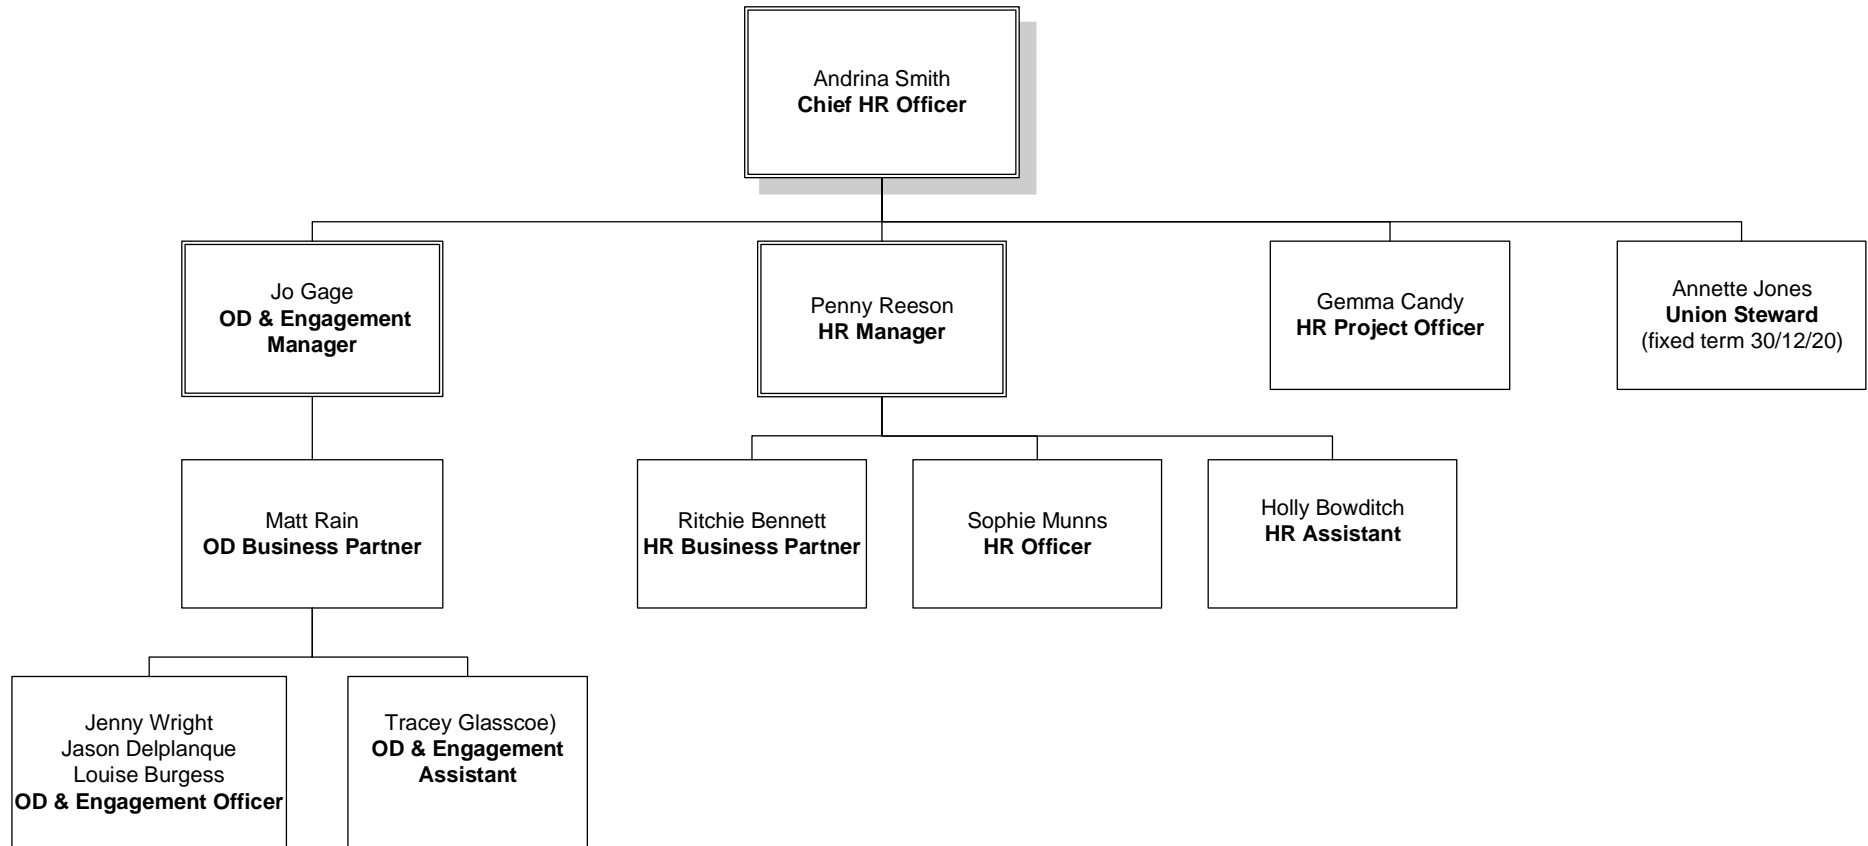 Andrina Smith
Chief HR Officer
Jo Gage
OD & Engagement
Manager
Penny Reeson
HR Manager
Gemma Candy
HR Project Officer
Annette Jones
Union Steward
(fixed term 30/12/20)
Matt Rain
OD Business Partner
Ritchie Bennett
HR Business Partner
Sophie Munns
HR Officer
Holly Bowditch
HR Assistant
Jenny Wright
Jason Delplanque
Louise Burgess
OD & Engagement Officer
Tracey Glasscoe)
OD & Engagement
Assistant